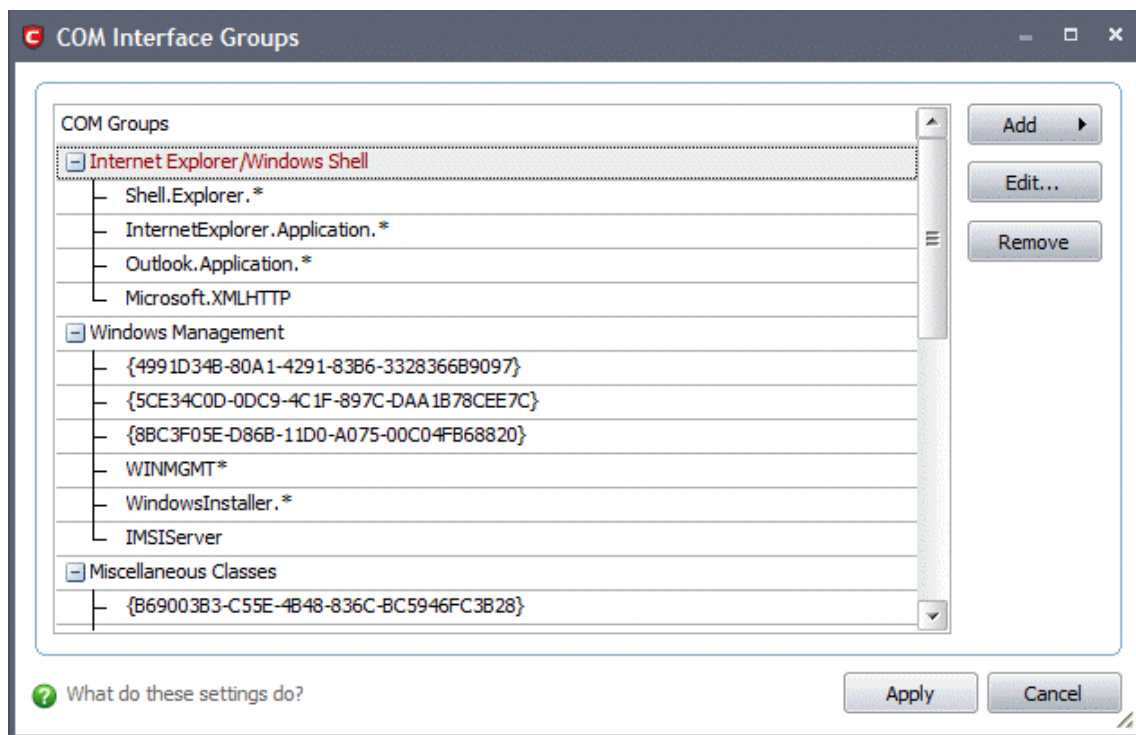 COM Interface Groups
COM Groups
Internet Explorer/Windows Shell
Shell.Explorer.*
InternetExplorer.Application.*
Outlook.Application.*
Microsoft.XMLHTTP
Windows Management
{4991D34B-80A1-4291-83B6-3328366B9097}
{5CE34C0D-0DC9-4C1F-897C-DAA1B78CEE7C}
{8BC3F05E-D86B-11D0-A075-00C04FB68820}
WINMGMT*
WindowsInstaller.*
IMSIServer
Miscellaneous Classes
{B69003B3-C55E-4B48-836C-BC5946FC3B28}
Add
Edit...
Remove
What do these settings do?
Apply
Cancel